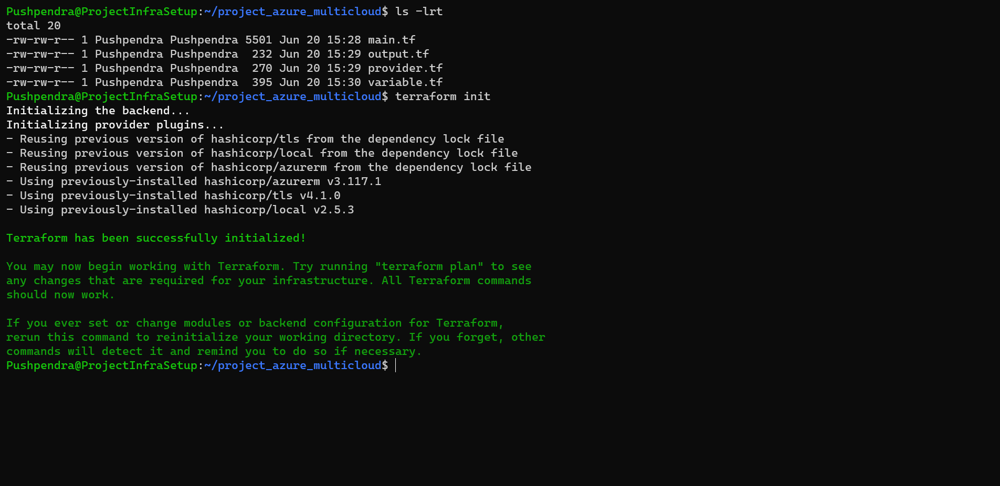 Pushpendra@ProjectInfraSetup:~/project_azure_multicloud$ ls -lrt
total 20
-rw-rw-r-- 1 Pushpendra Pushpendra 5501 Jun 20 15:28 main.tf
-rw-rw-r-- 1 Pushpendra Pushpendra  232 Jun 20 15:29 output.tf
-rw-rw-r-- 1 Pushpendra Pushpendra  270 Jun 20 15:29 provider.tf
-rw-rw-r-- 1 Pushpendra Pushpendra  395 Jun 20 15:30 variable.tf
Pushpendra@ProjectInfraSetup:~/project_azure_multicloud$ terraform init
Initializing the backend...
Initializing provider plugins...
- Reusing previous version of hashicorp/tls from the dependency lock file
- Reusing previous version of hashicorp/local from the dependency lock file
- Reusing previous version of hashicorp/azurerm from the dependency lock file
- Using previously-installed hashicorp/azurerm v3.117.1
- Using previously-installed hashicorp/tls v4.1.0
- Using previously-installed hashicorp/local v2.5.3

Terraform has been successfully initialized!

You may now begin working with Terraform. Try running "terraform plan" to see
any changes that are required for your infrastructure. All Terraform commands
should now work.

If you ever set or change modules or backend configuration for Terraform,
rerun this command to reinitialize your working directory. If you forget, other
commands will detect it and remind you to do so if necessary.
Pushpendra@ProjectInfraSetup:~/project_azure_multicloud$